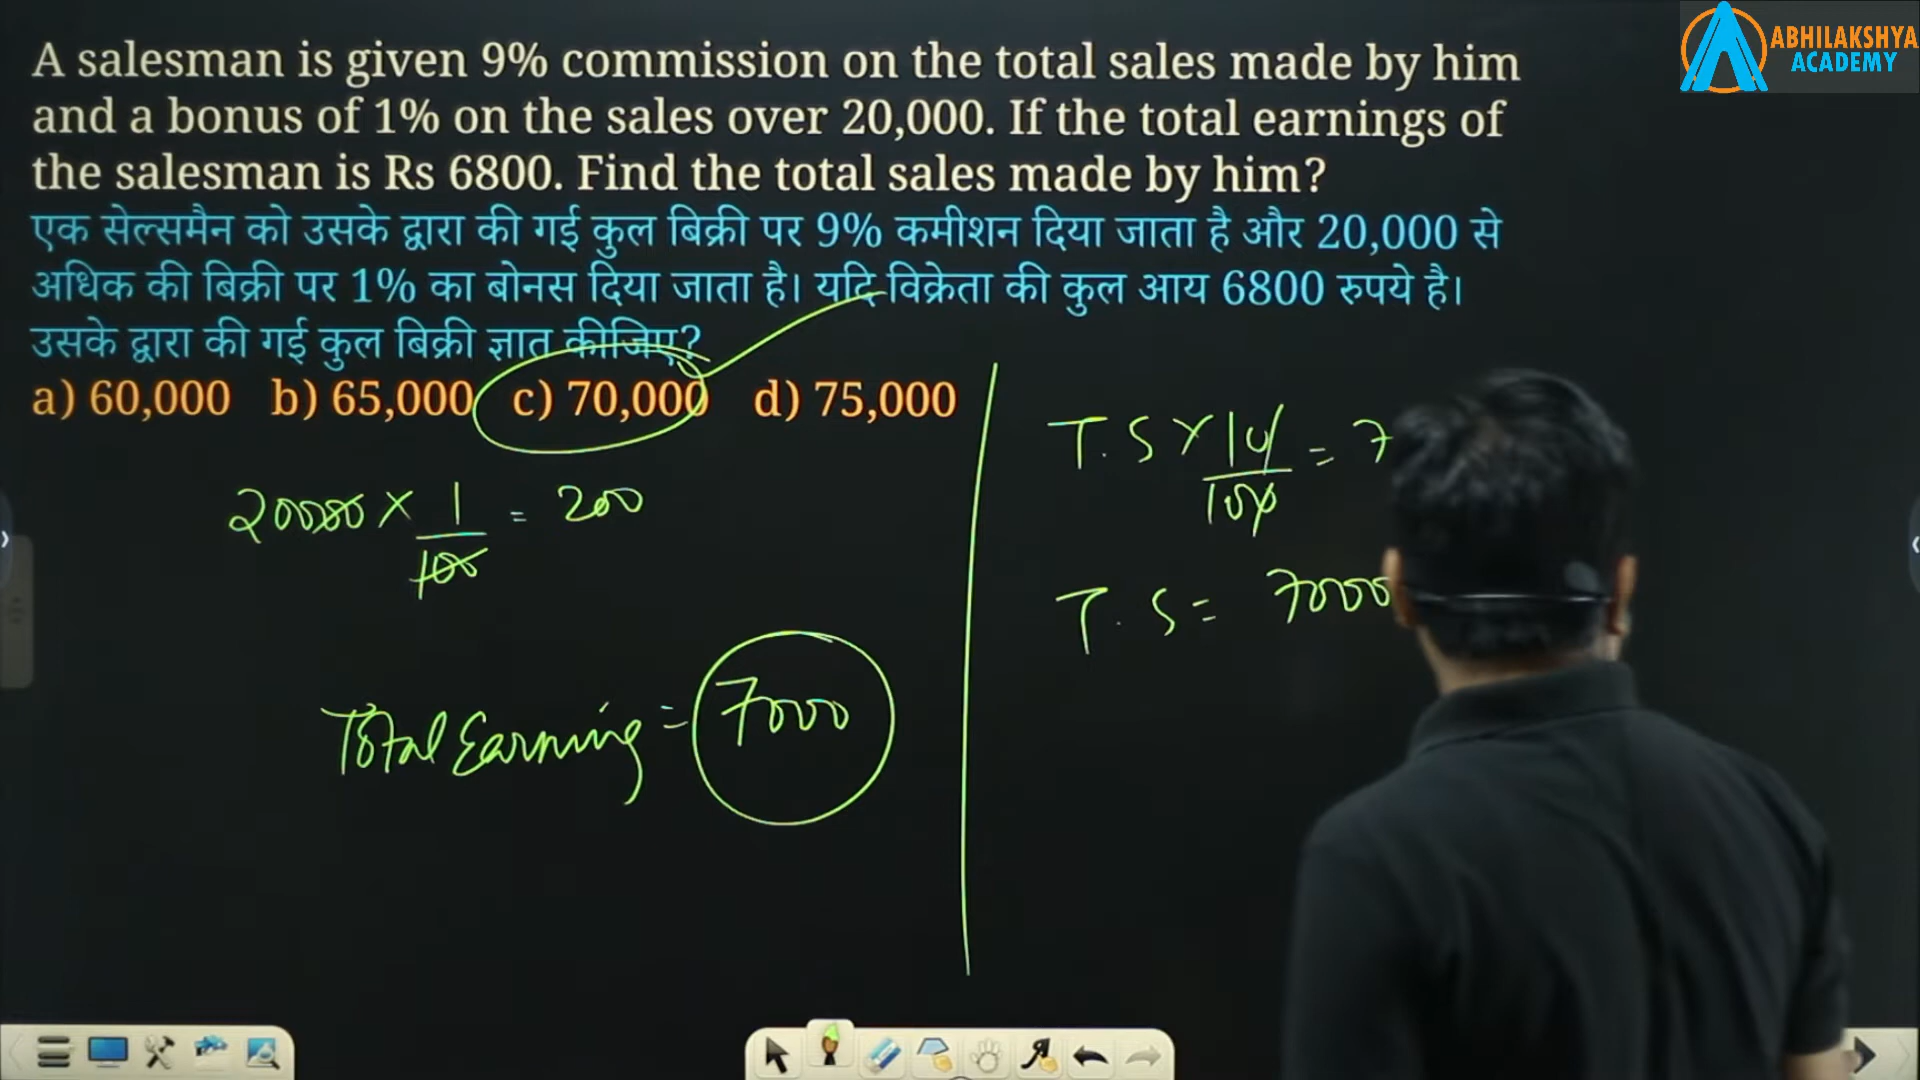 ABHILAKSHYA
ACADEMY
A salesman is given 9% commission on the total sales made by him
and a bonus of 1% on the sales over 20,000. If the total earnings of
the salesman is Rs 6800. Find the total sales made by him?
एक सेल्समैन को उसके द्वारा की गई कुल बिक्री पर 9% कमीशन दिया जाता है और 20,000 से
अधिक की बिक्री पर 1% का बोनस दिया जाता है। यदि विक्रेता की कुल आय 6800 रुपये है।
उसके द्वारा की गई कुल बिक्री ज्ञात कीजिए?
a) 60,000 b) 65,000 c) 70,000 d) 75,000
20000 × 1/100 = 200
Total Earning = 7000
T.S × 10/100 = 7
T.S = 7000